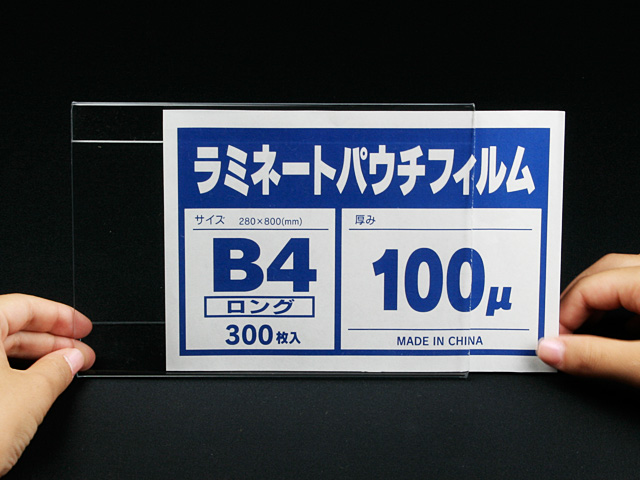 ラミネートパウチフィルム
サイズ 280×800(mm)
B4
ロング
300枚入
厚み
100μ
MADE IN CHINA